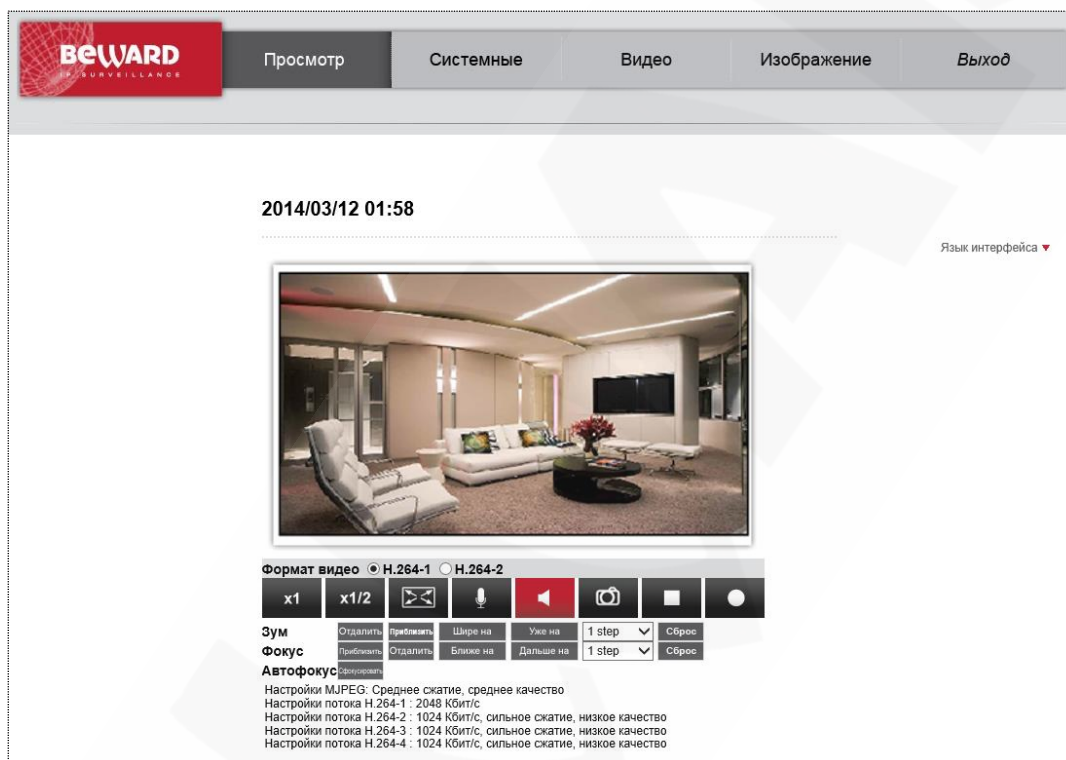 BEWARD
IP SURVEILLANCE
Просмотр Системные Видео Изображение Выход
2014/03/12 01:58
Язык интерфейса
Формат видео H.264-1 H.264-2
x1 x1/2
Зум Отдалить Приблизить Шире на Уже на 1 step Сброс
Фокус Приблизить Отдалить Ближе на Дальше на 1 step Сброс
Автофокус Сфокусировать
Настройки MJPEG: Среднее сжатие, среднее качество
Настройки потока H.264-1 : 2048 Кбит/с
Настройки потока H.264-2 : 1024 Кбит/с, сильное сжатие, низкое качество
Настройки потока H.264-3 : 1024 Кбит/с, сильное сжатие, низкое качество
Настройки потока H.264-4 : 1024 Кбит/с, сильное сжатие, низкое качество